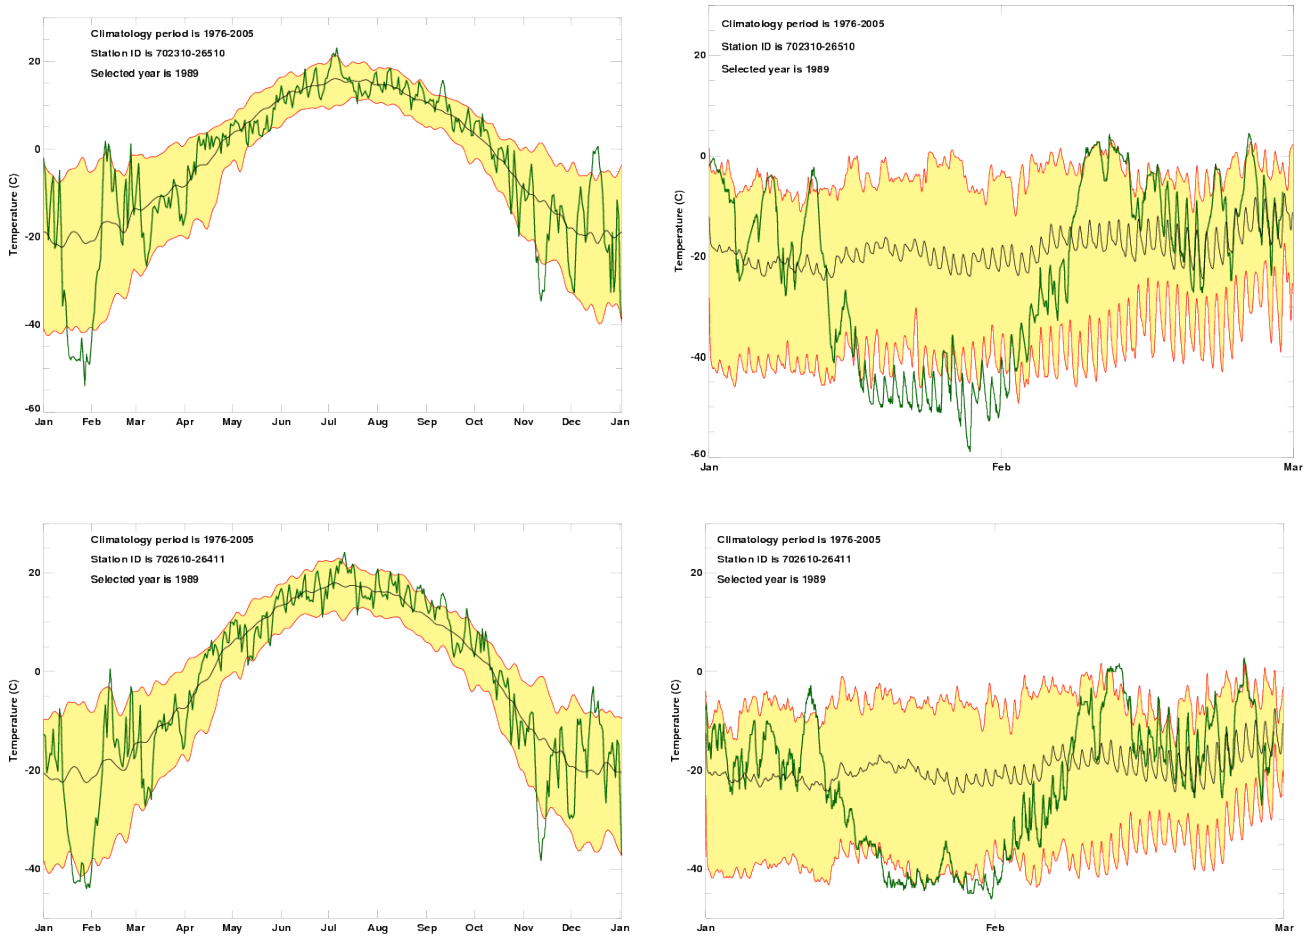 Climatology period is 1976-2005
Station ID is 702310-26510
Selected year is 1989
Temperature (C)
20
0
-20
-40
-60
Jan Feb Mar Apr May Jun Jul Aug Sep Oct Nov Dec Jan
Climatology period is 1976-2005
Station ID is 702310-26510
Selected year is 1989
Temperature (C)
20
0
-20
-40
-60
Jan Feb Mar
Climatology period is 1976-2005
Station ID is 702610-26411
Selected year is 1989
Temperature (C)
20
0
-20
-40
Jan Feb Mar Apr May Jun Jul Aug Sep Oct Nov Dec Jan
Climatology period is 1976-2005
Station ID is 702610-26411
Selected year is 1989
Temperature (C)
20
0
-20
-40
Jan Feb Mar